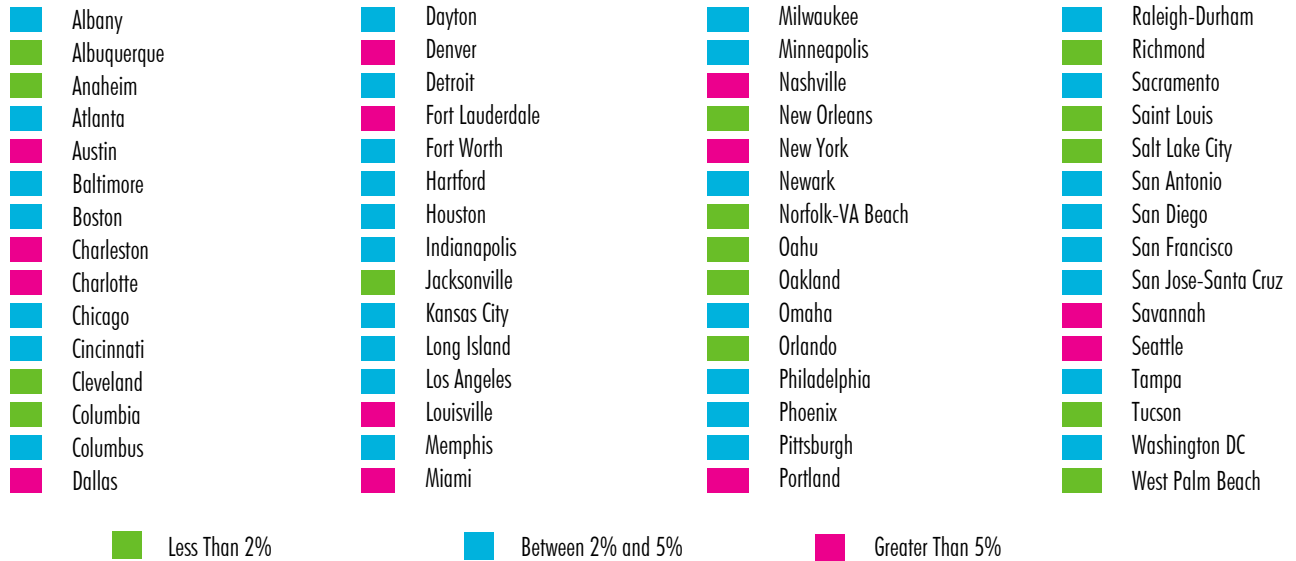 Albany
Albuquerque
Anaheim
Atlanta
Austin
Baltimore
Boston
Charleston
Charlotte
Chicago
Cincinnati
Cleveland
Columbia
Columbus
Dallas
Dayton
Denver
Detroit
Fort Lauderdale
Fort Worth
Hartford
Houston
Indianapolis
Jacksonville
Kansas City
Long Island
Los Angeles
Louisville
Memphis
Miami
Milwaukee
Minneapolis
Nashville
New Orleans
New York
Newark
Norfolk-VA Beach
Oahu
Oakland
Omaha
Orlando
Philadelphia
Phoenix
Pittsburgh
Portland
Raleigh-Durham
Richmond
Sacramento
Saint Louis
Salt Lake City
San Antonio
San Diego
San Francisco
San Jose-Santa Cruz
Savannah
Seattle
Tampa
Tucson
Washington DC
West Palm Beach
Less Than 2%
Between 2% and 5%
Greater Than 5%